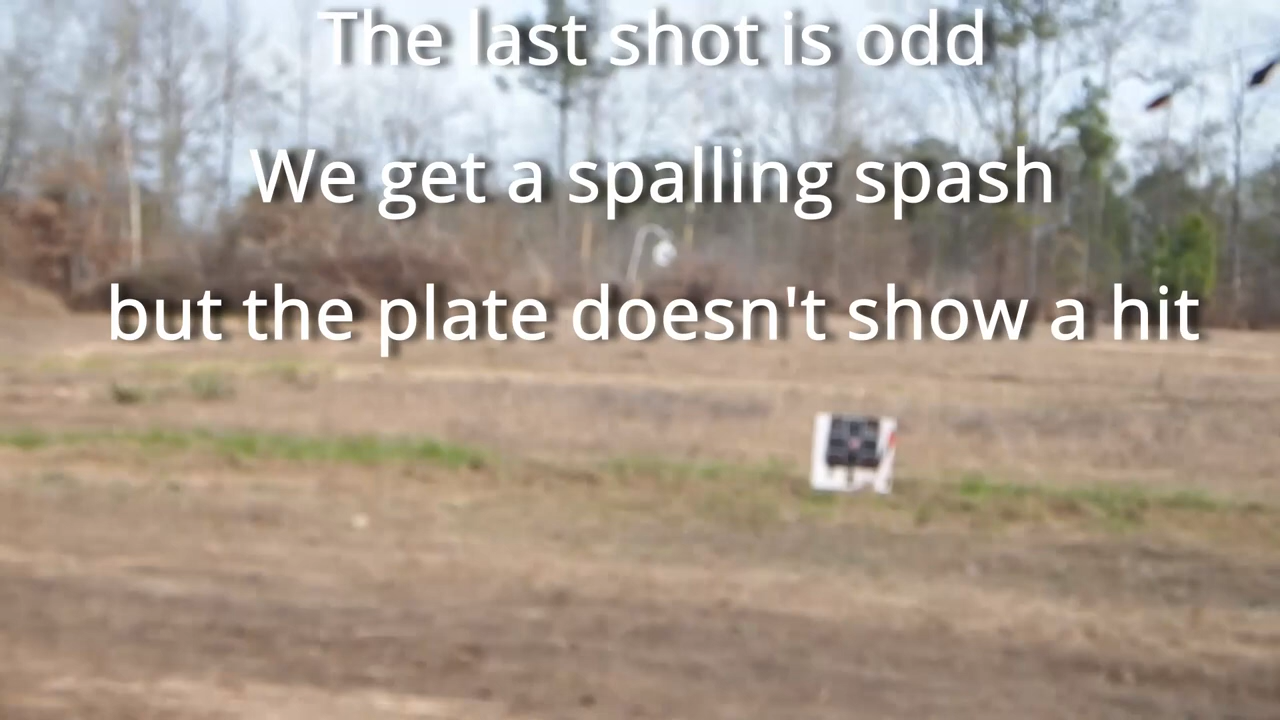 The last shot is odd
We get a spalling spash
but the plate doesn't show a hit